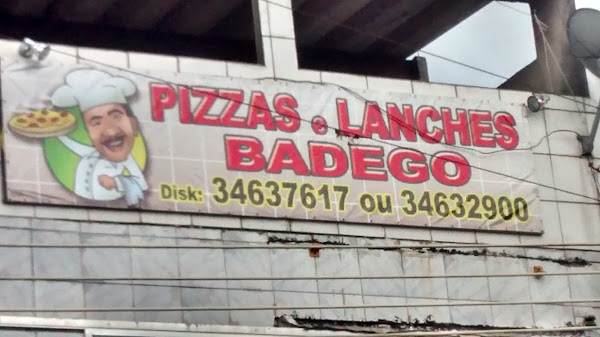 PIZZAS e LANCHES
BADEGO
Disk: 34637617 ou 34632900